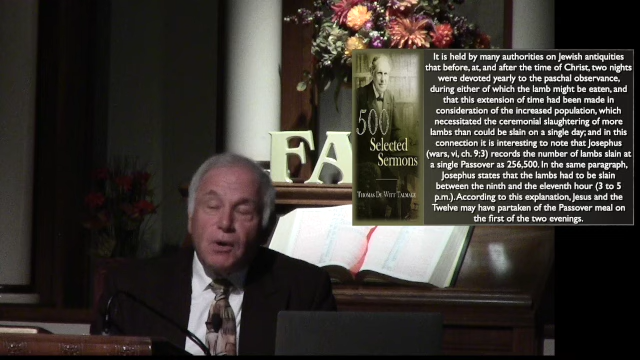 FA
500
Selected
Sermons
THOMAS DE WITT TALMAGE
It is held by many authorities on Jewish antiquities
that before, at, and after the time of Christ, two nights
were devoted yearly to the paschal observance,
during either of which the lamb might be eaten, and
that this extension of time had been made in
consideration of the increased population, which
necessitated the ceremonial slaughtering of more
lambs than could be slain on a single day; and in this
connection it is interesting to note that Josephus
(wars, vi, ch. 9:3) records the number of lambs slain at
a single Passover as 256,500. In the same paragraph,
Josephus states that the lambs had to be slain
between the ninth and the eleventh hour (3 to 5
p.m.). According to this explanation, Jesus and the
Twelve may have partaken of the Passover meal on
the first of the two evenings.